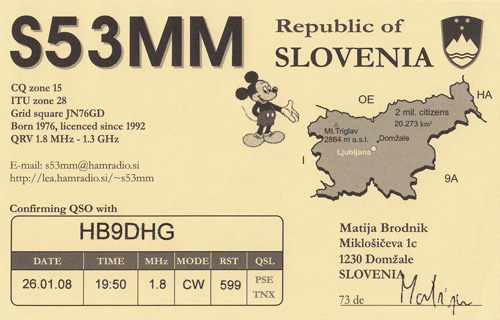 S53MM
Republic of
SLOVENIA
CQ zone 15
ITU zone 28
Grid square JN76GD
Born 1976, licenced since 1992
QRV 1.8 MHz - 1.3 GHz
E-mail: s53mm@hamradio.si
http://lea.hamradio.si/~s53mm
OE
HA
2 mil. citizens
20.273 km²
Mt.Triglav
2864 m a.s.l.
Domžale
Ljubljana
I
9A
Confirming QSO with
HB9DHG
DATE TIME MHz MODE RST QSL
26.01.08 19:50 1.8 CW 599 PSE
TNX
Matija Brodnik
Miklošičeva 1c
1230 Domžale
SLOVENIA
73 de